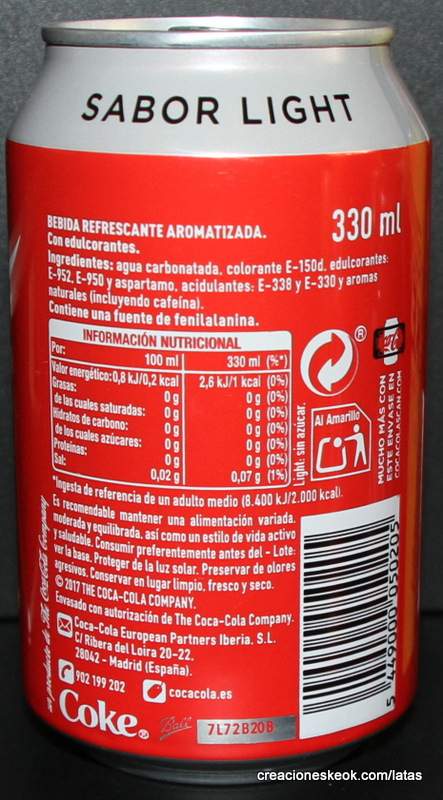 SABOR LIGHT
330 ml
BEBIDA REFRESCANTE AROMATIZADA.
Con edulcorantes.
Ingredientes: agua carbonatada, colorante E-150d, edulcorantes:
E-952, E-950 y aspartamo, acidulantes: E-338 y E-330 y aromas
naturales (incluyendo cafeína).
Contiene una fuente de fenilalanina.
INFORMACIÓN NUTRICIONAL
Por: 100 ml 330 ml (%*)
Valor energético: 0,8 kJ/0,2 kcal 2,6 kJ/1 kcal (0%)
Grasas: 0 g 0 g (0%)
de las cuales saturadas: 0 g 0 g (0%)
Hidratos de carbono: 0 g 0 g (0%)
de los cuales azúcares: 0 g 0 g (0%)
Proteínas: 0 g 0 g (0%)
Sal: 0,02 g 0,07 g (1%)
Light: sin azúcar.
®
Al Amarillo
MUCHO MÁS CON
ESTE ENVASE EN
COCACOLASCAN.COM
*Ingesta de referencia de un adulto medio (8.400 kJ/2.000 kcal).
Es recomendable mantener una alimentación variada,
moderada y equilibrada, así como un estilo de vida activo
y saludable. Consumir preferentemente antes del - Lote:
ver la base. Proteger de la luz solar. Preservar de olores
agresivos. Conservar en lugar limpio, fresco y seco.
© 2017 THE COCA-COLA COMPANY.
Envasado con autorización de The Coca-Cola Company.
Coca-Cola European Partners Iberia, S.L.
C/ Ribera del Loira 20-22,
28042 - Madrid (España).
902 199 202 cocacola.es
un producto de The Coca-Cola Company
Coke®
Ball
7L72B20B
5 449000 050205
creacioneskeok.com/latas